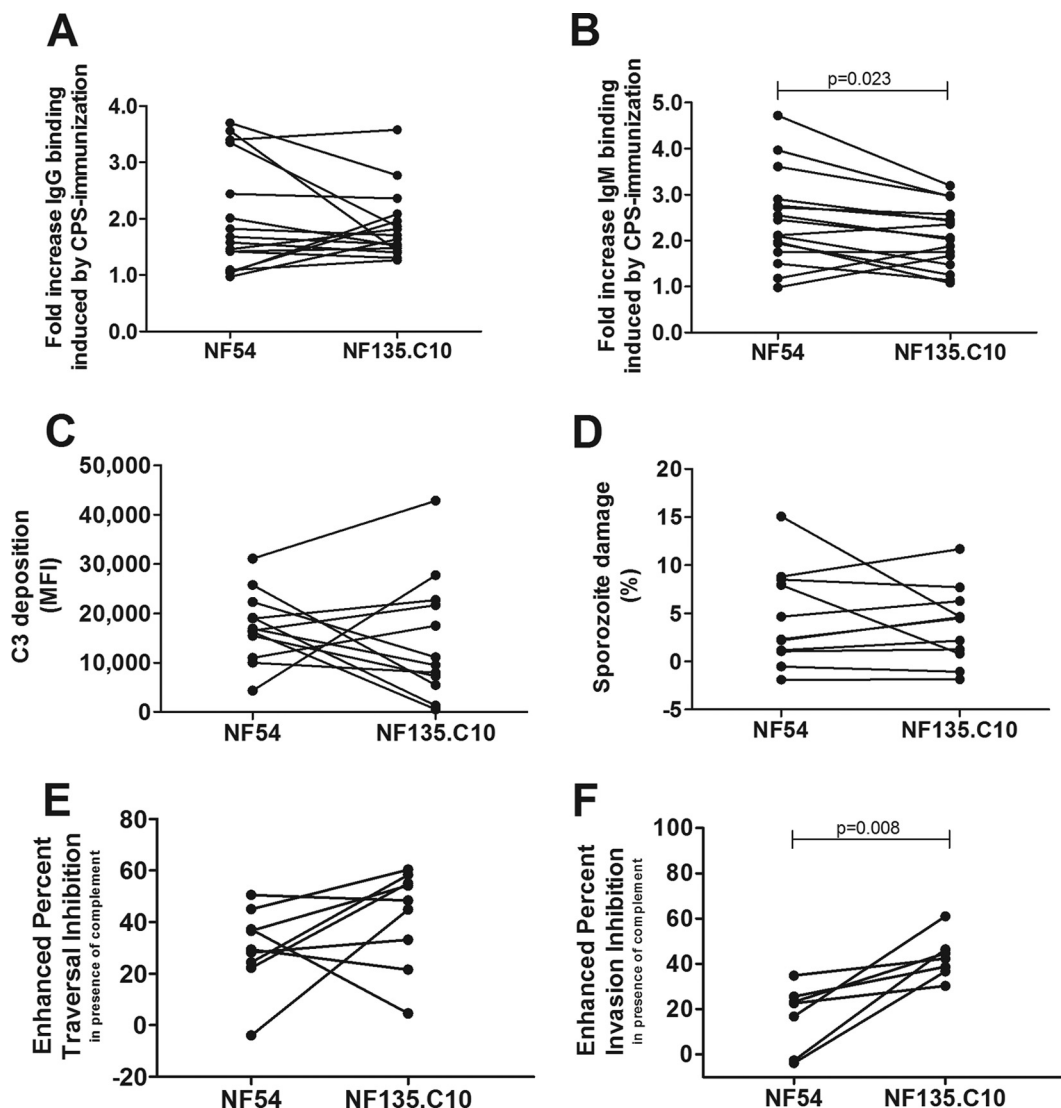 A
Fold increase IgG binding
induced by CPS-immunization
4.0
3.0
2.0
1.0
0.0
NF54
NF135.C10
B
p=0.023
Fold increase IgM binding
induced by CPS-immunization
5.0
4.0
3.0
2.0
1.0
0.0
NF54
NF135.C10
C
C3 deposition
(MFI)
50,000
40,000
30,000
20,000
10,000
0
NF54
NF135.C10
D
Sporozoite damage
(%)
20
15
10
5
0
-5
NF54
NF135.C10
E
Enhanced Percent
Traversal Inhibition
in presence of complement
80
60
40
20
0
-20
NF54
NF135.C10
F
p=0.008
Enhanced Percent
Invasion Inhibition
in presence of complement
100
80
60
40
20
0
NF54
NF135.C10